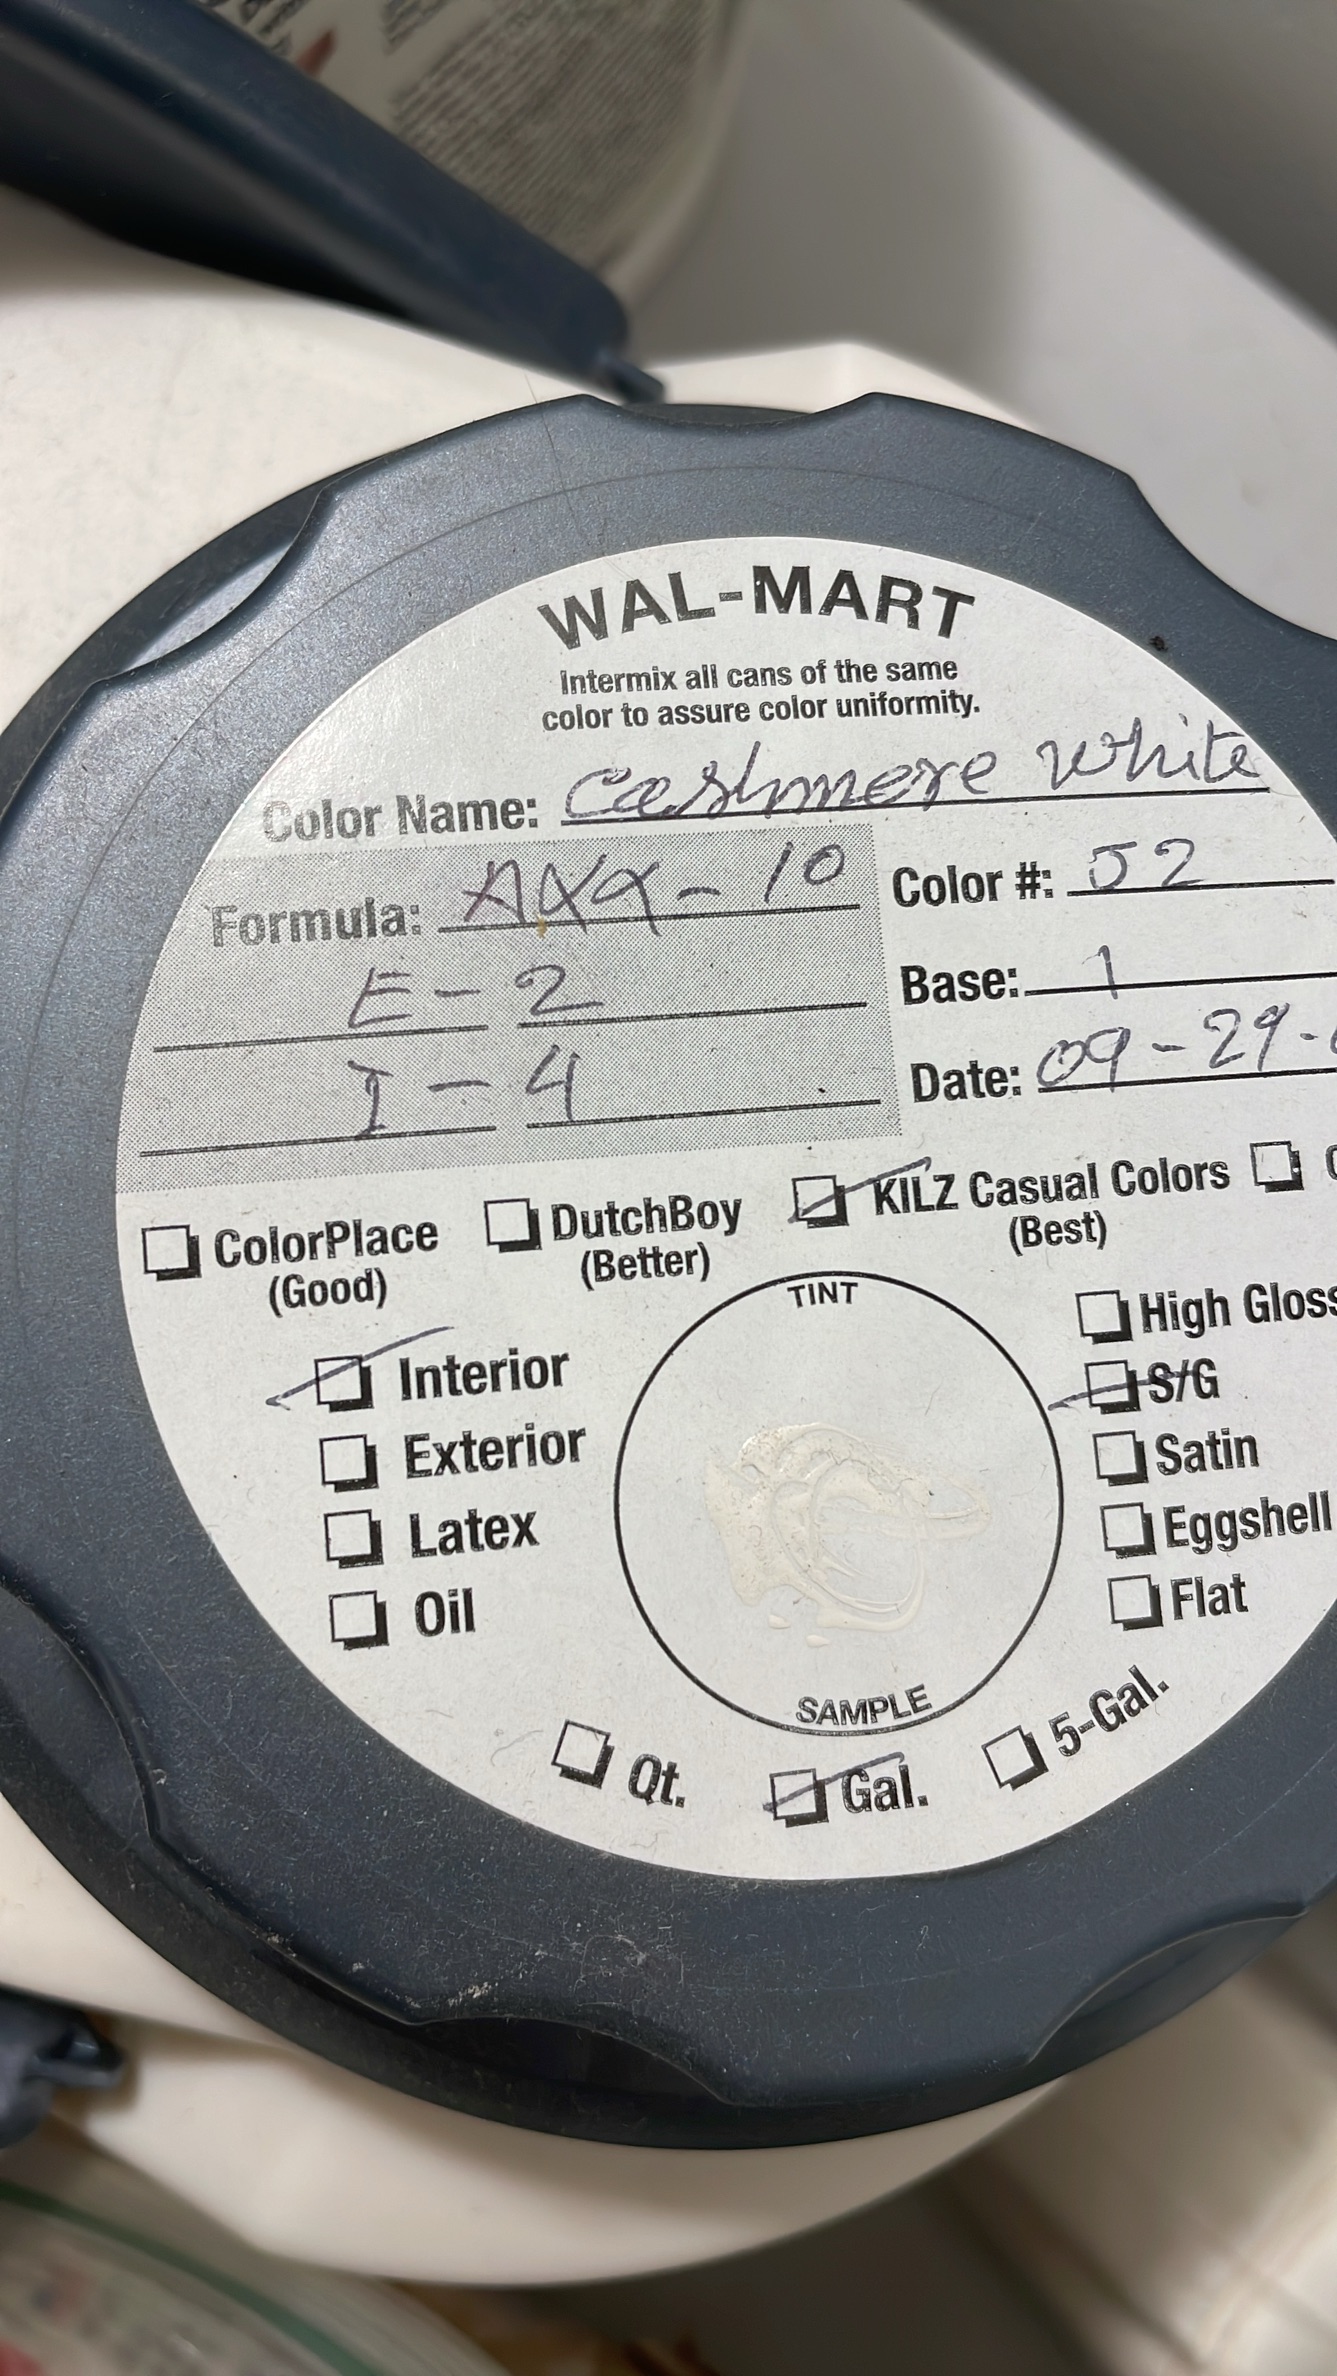 WAL-MART
Intermix all cans of the same
color to assure color uniformity.
Color Name: Cashmere White
Formula: AXX - 10
Color #: 52
E - 2
Base: 1
I - 4
Date: 09-29-
ColorPlace
(Good)
DutchBoy
(Better)
KILZ Casual Colors
(Best)
Interior
Exterior
Latex
Oil
TINT
SAMPLE
High Gloss
S/G
Satin
Eggshell
Flat
Qt.
Gal.
5-Gal.